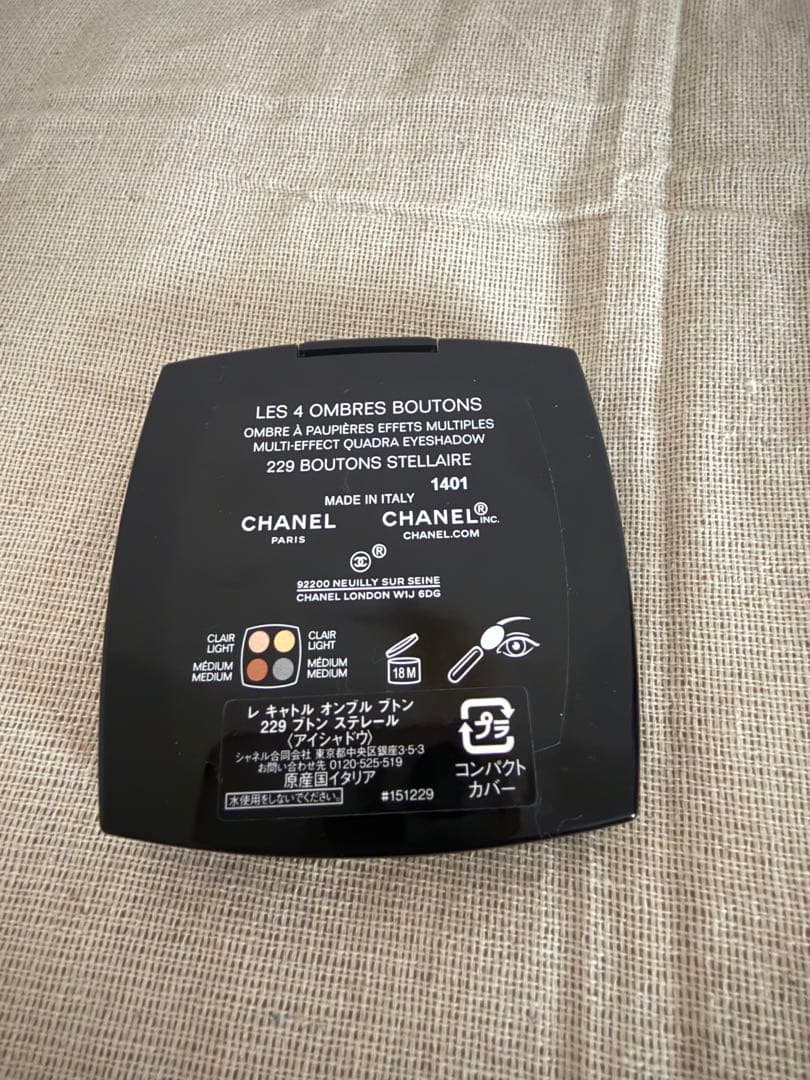 LES 4 OMBRES BOUTONS
OMBRE À PAUPIÈRES EFFETS MULTIPLES
MULTI-EFFECT QUADRA EYESHADOW
229 BOUTONS STELLAIRE
1401
MADE IN ITALY
CHANEL CHANEL® INC.
PARIS CHANEL.COM
®
92200 NEUILLY SUR SEINE
CHANEL LONDON W1J 6DG
CLAIR CLAIR
LIGHT LIGHT
MÉDIUM MÉDIUM
MEDIUM MEDIUM
18 M
レ キャトル オンブル ブトン
229 ブトン ステレール
〈アイシャドウ〉
シャネル合同会社 東京都中央区銀座3-5-3
お問い合わせ先 0120-525-519
原産国イタリア
水使用をしないでください。 #151229
プラ
コンパクト
カバー